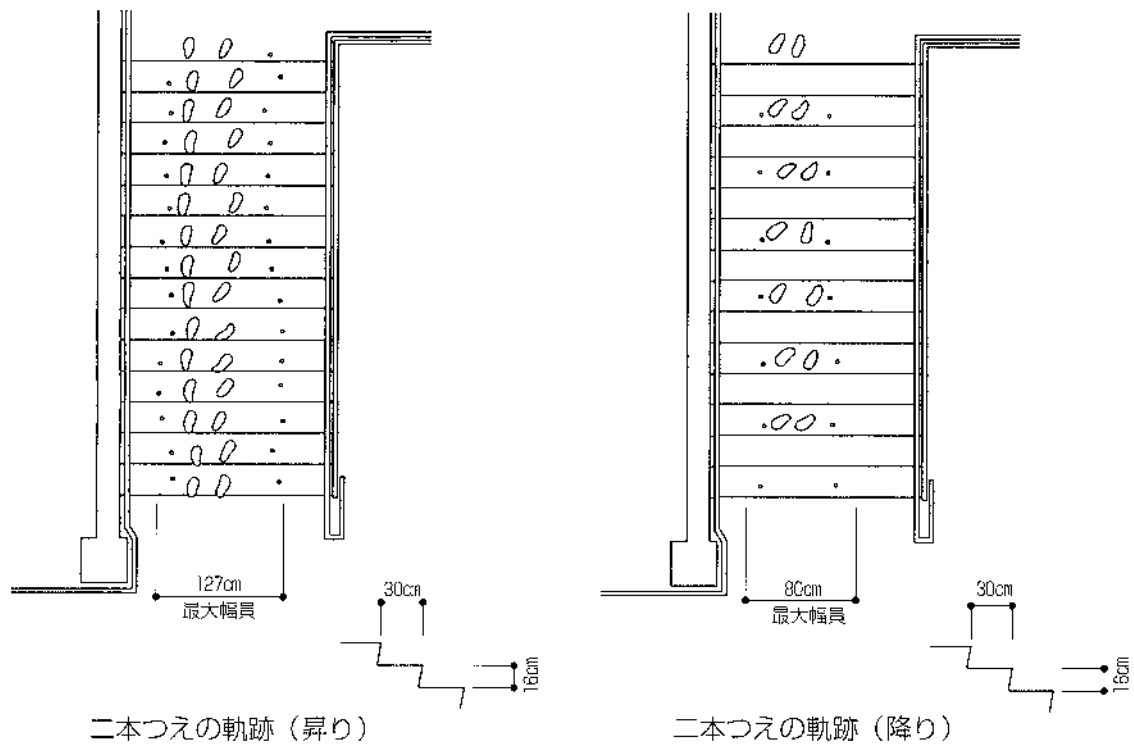 127cm
最大幅員
30cm
16cm
二本つえの軌跡（昇り）
80cm
最大幅員
30cm
16cm
二本つえの軌跡（降り）